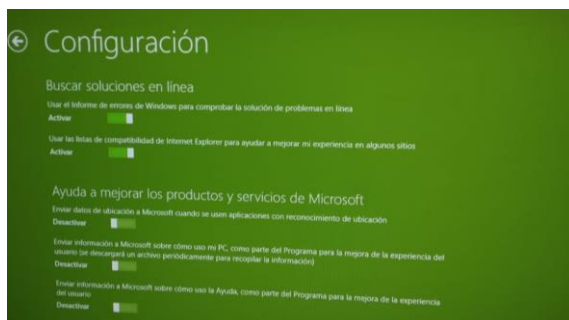 Configuración
Buscar soluciones en línea
Usar el Informe de errores de Windows para comprobar la solución de problemas en línea
Activar
Usar las listas de compatibilidad de Internet Explorer para ayudar a mejorar mi experiencia en algunos sitios
Activar
Ayuda a mejorar los productos y servicios de Microsoft
Enviar datos de ubicación a Microsoft cuando se usen aplicaciones con reconocimiento de ubicación
Desactivar
Enviar información a Microsoft sobre cómo uso mi PC, como parte del Programa para la mejora de la experiencia del
usuario (se descargará un archivo periódicamente para recopilar la información)
Desactivar
Enviar información a Microsoft sobre cómo uso la Ayuda, como parte del Programa para la mejora de la experiencia
del usuario
Desactivar